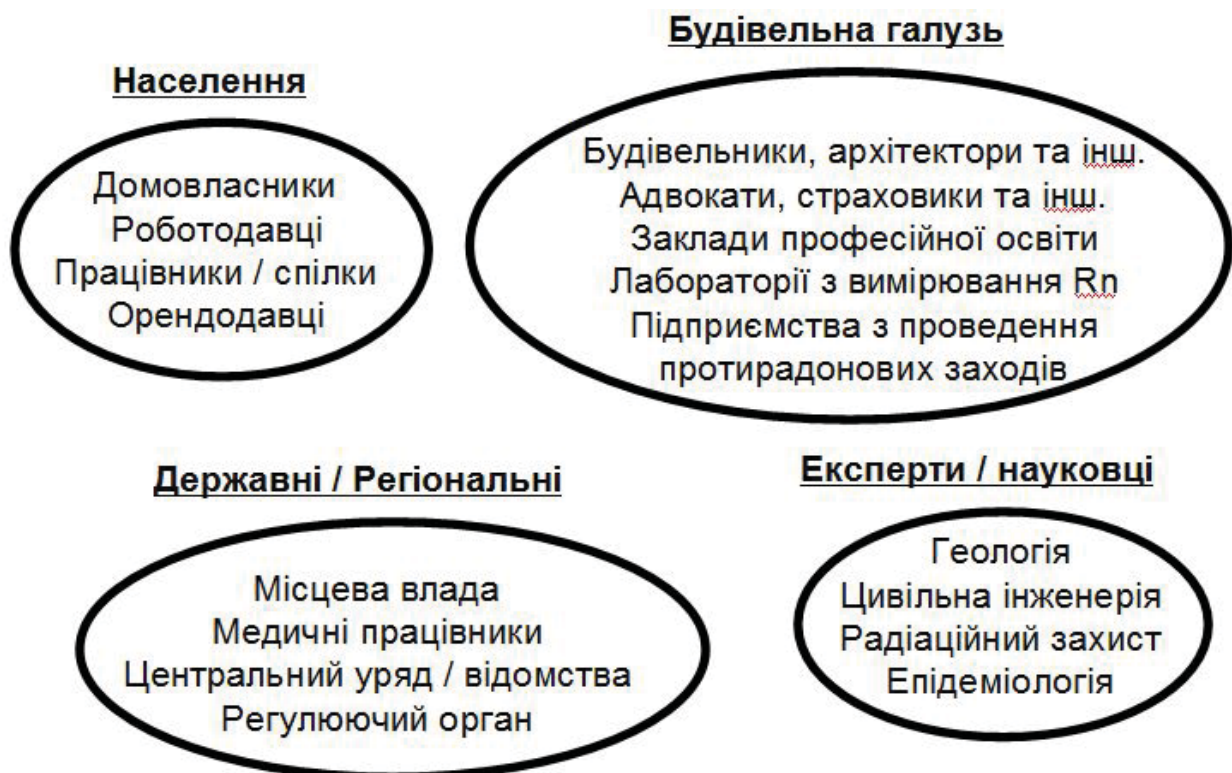 Населення
Домовласники
Роботодавці
Працівники / спілки
Орендодавці
Будівельна галузь
Будівельники, архітектори та інш.
Адвокати, страховики та інш.
Заклади професійної освіти
Лабораторії з вимірювання Rn
Підприємства з проведення
протирадонових заходів
Державні / Регіональні
Місцева влада
Медичні працівники
Центральний уряд / відомства
Регулюючий орган
Експерти / науковці
Геологія
Цивільна інженерія
Радіаційний захист
Епідеміологія